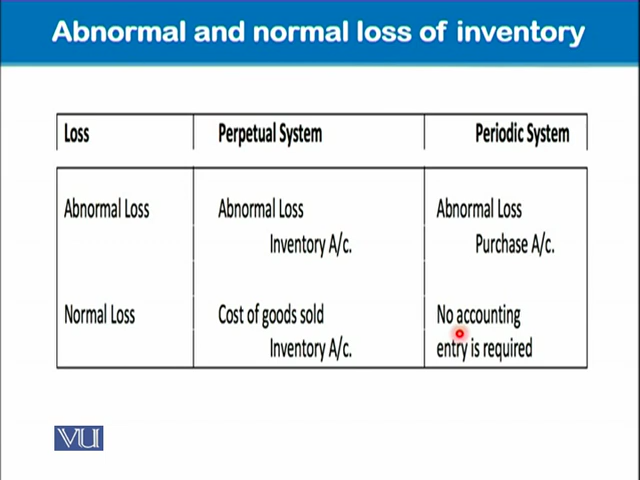 Abnormal and normal loss of inventory
Loss Perpetual System Periodic System
Abnormal Loss Abnormal Loss Abnormal Loss
Inventory A/c. Purchase A/c.
Normal Loss Cost of goods sold No accounting
Inventory A/c. entry is required
VU